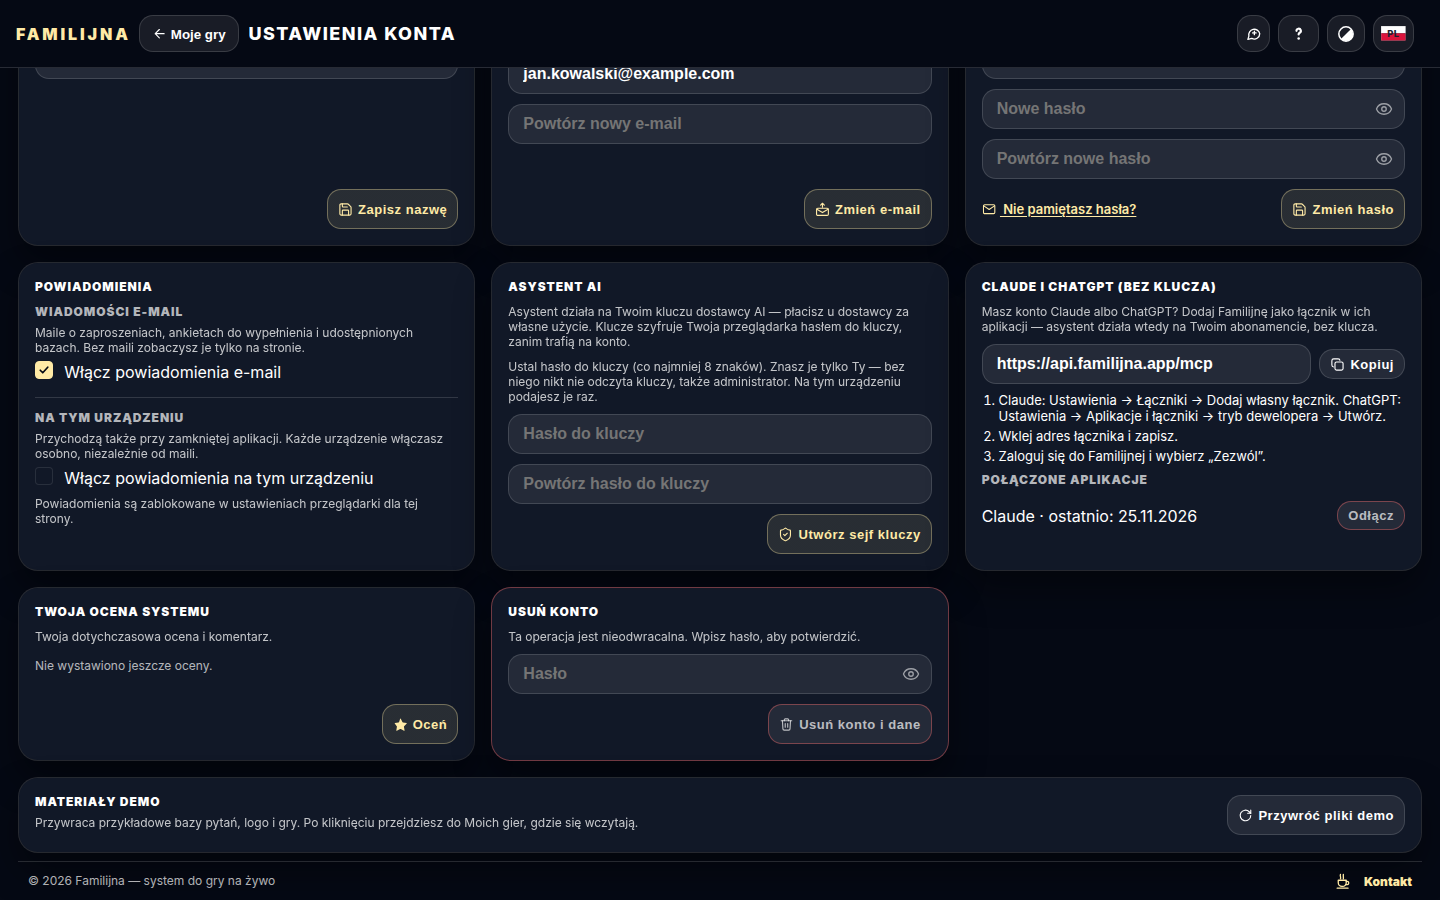 FAMILIJNA
Moje gry
USTAWIENIA KONTA
?
PL
jan.kowalski@example.com
Powtórz nowy e-mail
Nowe hasło
Powtórz nowe hasło
Zapisz nazwę
Zmień e-mail
Nie pamiętasz hasła?
Zmień hasło
POWIADOMIENIA
WIADOMOŚCI E-MAIL
Maile o zaproszeniach, ankietach do wypełnienia i udostępnionych
bazach. Bez maili zobaczysz je tylko na stronie.
Włącz powiadomienia e-mail
NA TYM URZĄDZENIU
Przychodzą także przy zamkniętej aplikacji. Każde urządzenie włączasz
osobno, niezależnie od maili.
Włącz powiadomienia na tym urządzeniu
Powiadomienia są zablokowane w ustawieniach przeglądarki dla tej
strony.
ASYSTENT AI
Asystent działa na Twoim kluczu dostawcy AI — płacisz u dostawcy za
własne użycie. Klucze szyfruje Twoja przeglądarka hasłem do kluczy,
zanim trafią na konto.
Ustal hasło do kluczy (co najmniej 8 znaków). Znasz je tylko Ty — bez
niego nikt nie odczyta kluczy, także administrator. Na tym urządzeniu
podajesz je raz.
Hasło do kluczy
Powtórz hasło do kluczy
Utwórz sejf kluczy
CLAUDE I CHATGPT (BEZ KLUCZA)
Masz konto Claude albo ChatGPT? Dodaj Familijnę jako łącznik w ich
aplikacji — asystent działa wtedy na Twoim abonamencie, bez klucza.
https://api.familijna.app/mcp
Kopiuj
1. Claude: Ustawienia → Łączniki → Dodaj własny łącznik. ChatGPT:
Ustawienia → Aplikacje i łączniki → tryb dewelopera → Utwórz.
2. Wklej adres łącznika i zapisz.
3. Zaloguj się do Familijnej i wybierz „Zezwól”.
POŁĄCZONE APLIKACJE
Claude · ostatnio: 25.11.2026
Odłącz
TWOJA OCENA SYSTEMU
Twoja dotychczasowa ocena i komentarz.
Nie wystawiono jeszcze oceny.
Oceń
USUŃ KONTO
Ta operacja jest nieodwracalna. Wpisz hasło, aby potwierdzić.
Hasło
Usuń konto i dane
MATERIAŁY DEMO
Przywraca przykładowe bazy pytań, logo i gry. Po kliknięciu przejdziesz do Moich gier, gdzie się wczytają.
Przywróć pliki demo
© 2026 Familijna — system do gry na żywo
Kontakt